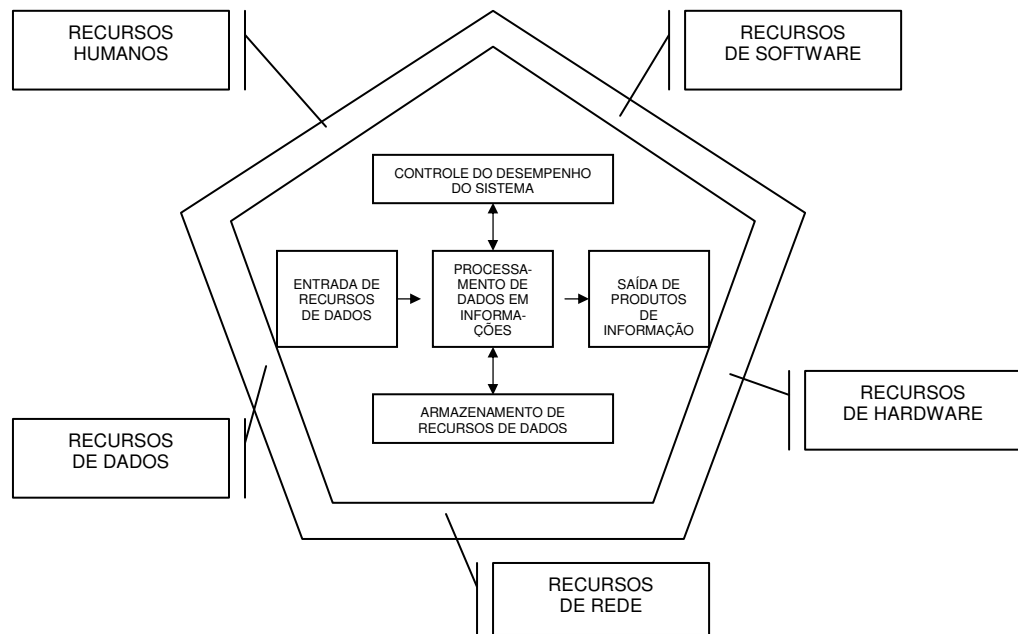 RECURSOS
HUMANOS
RECURSOS
DE SOFTWARE
CONTROLE DO DESEMPENHO
DO SISTEMA
ENTRADA DE
RECURSOS
DE DADOS
PROCESSA-
MENTO DE
DADOS EM
INFORMA-
ÇÕES
SAÍDA DE
PRODUTOS
DE
INFORMAÇÃO
ARMAZENAMENTO DE
RECURSOS DE DADOS
RECURSOS
DE HARDWARE
RECURSOS
DE DADOS
RECURSOS
DE REDE